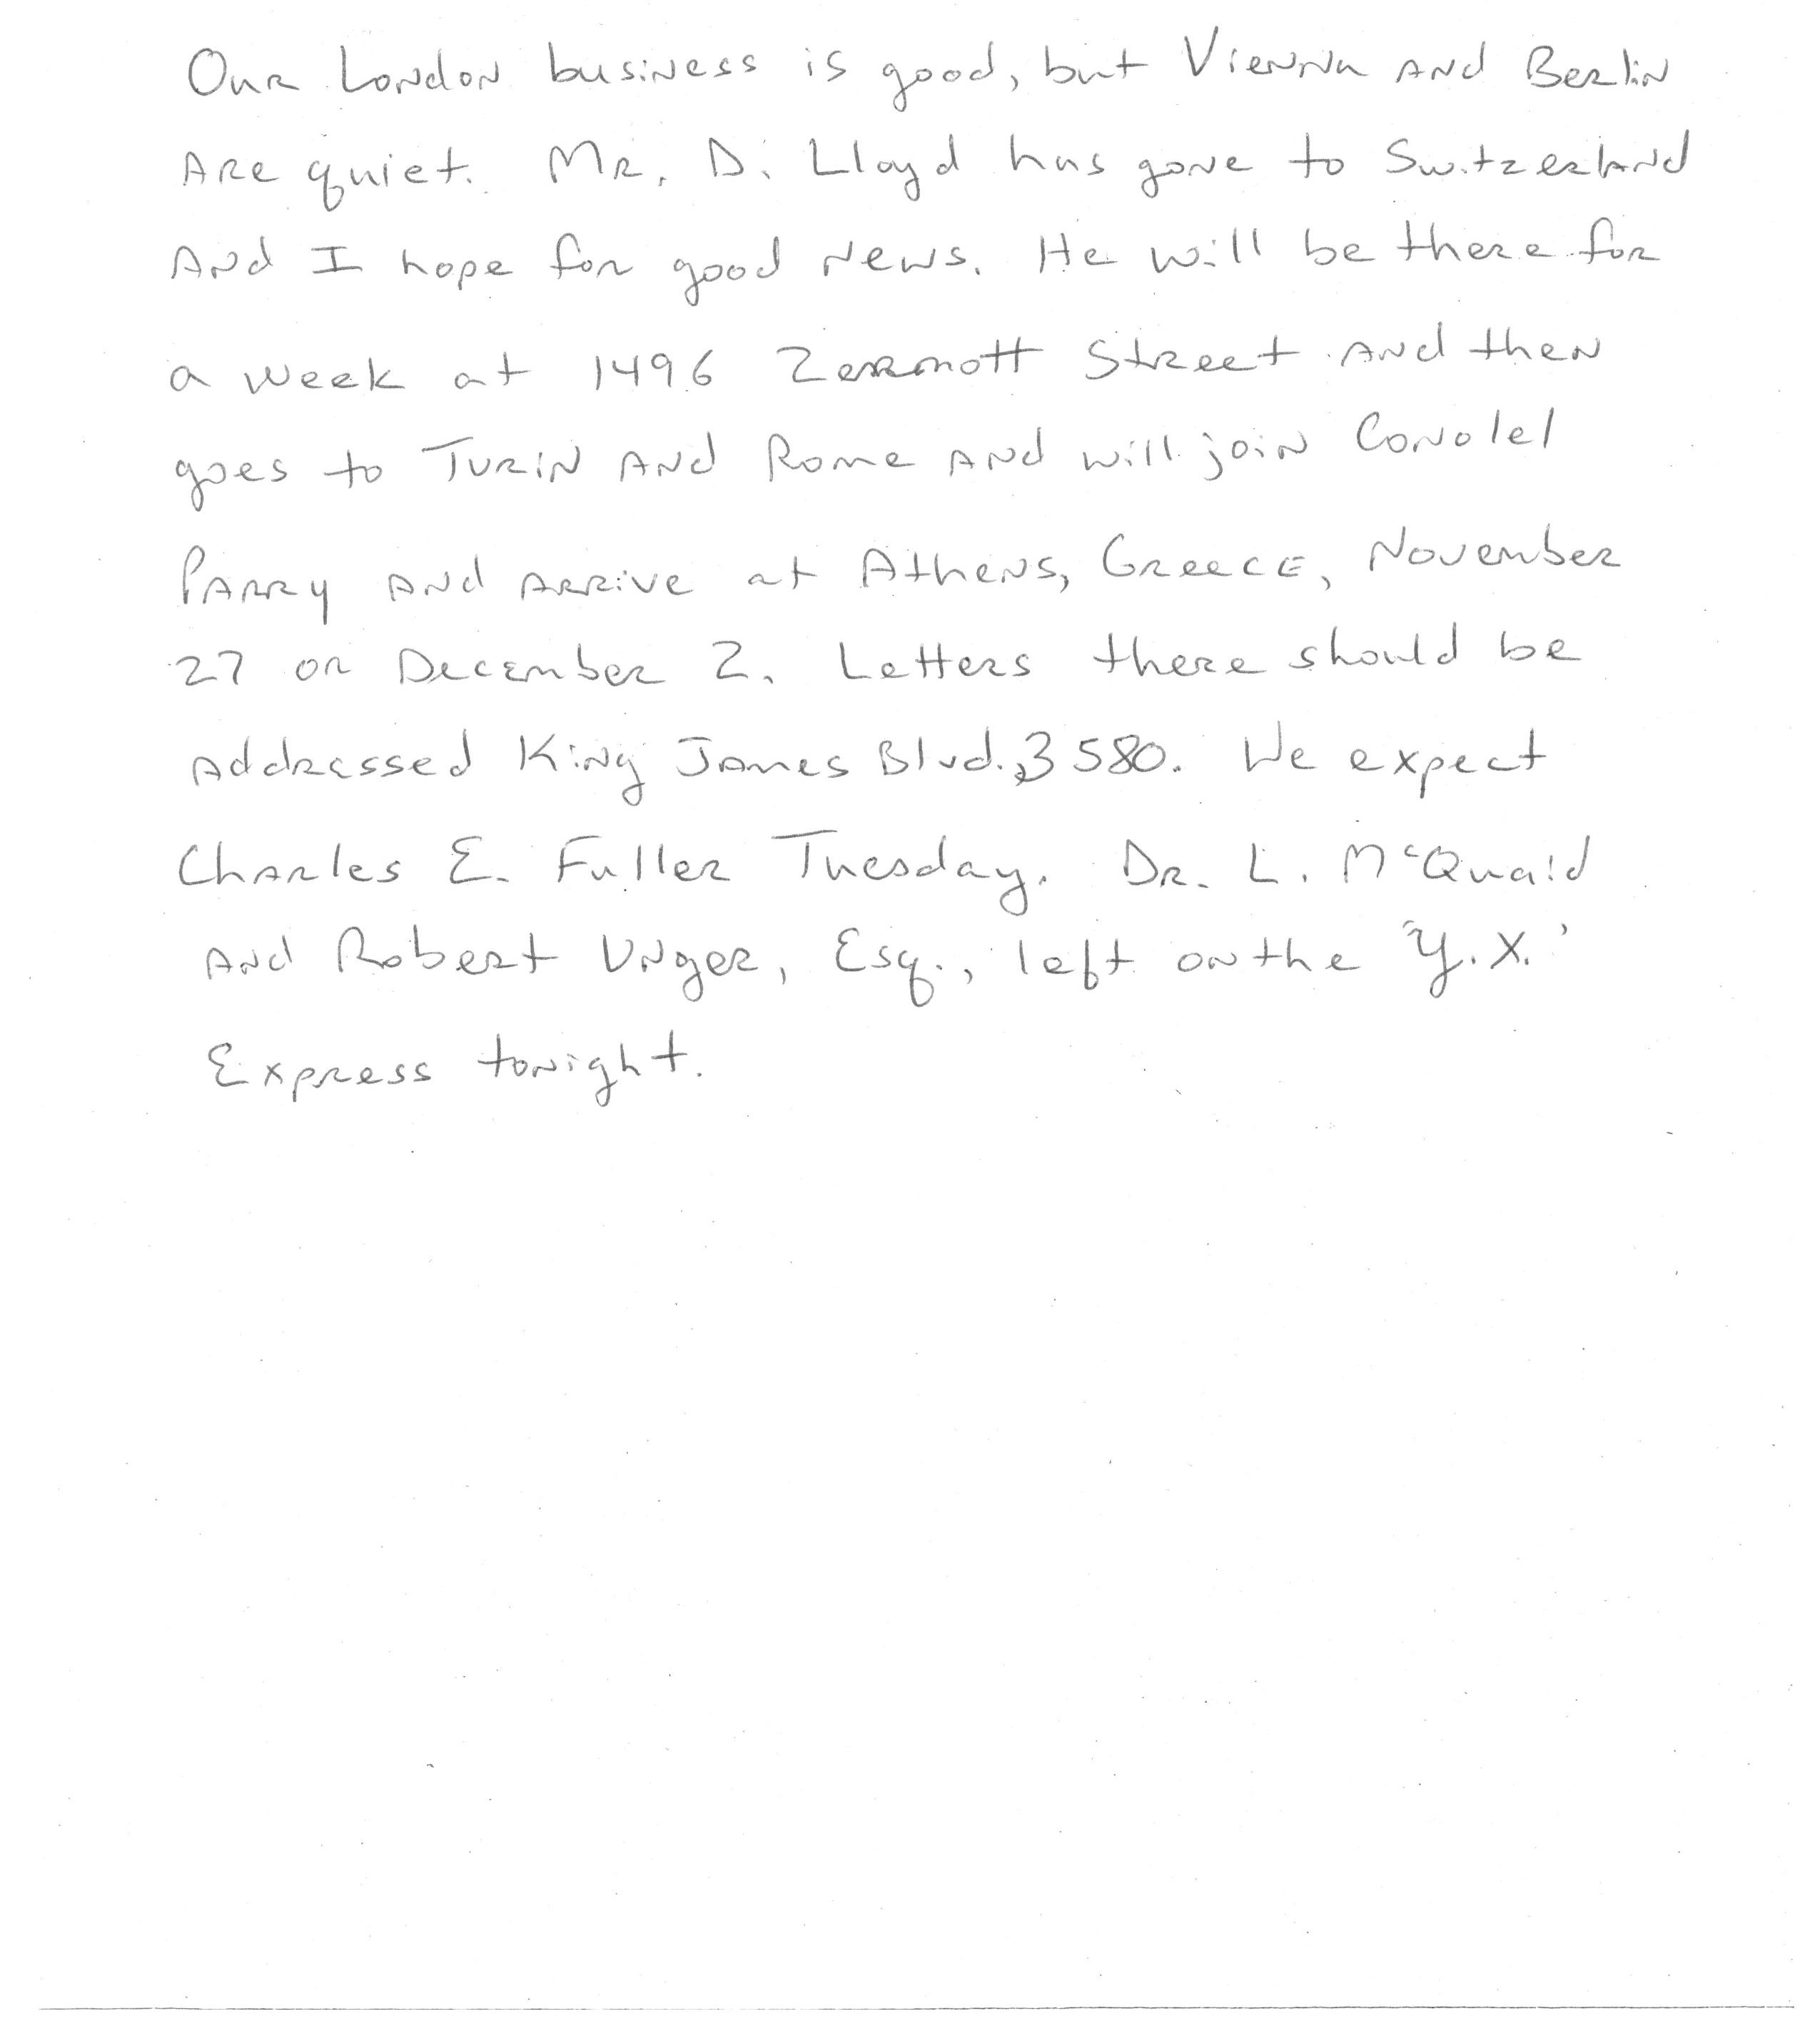 Our London business is good, but Vienna and Berlin
are quiet. Mr. D. Lloyd has gone to Switzerland
and I hope for good news. He will be there for
a week at 1496 Zermott Street and then
goes to Turin and Rome and will join Conolel
Parry and arrive at Athens, Greece, November
27 or December 2. Letters there should be
addressed King James Blvd. 3580. We expect
Charles E. Fuller Tuesday. Dr. L. McQuaid
and Robert Unger, Esq., left on the 'Y.X.'
Express tonight.